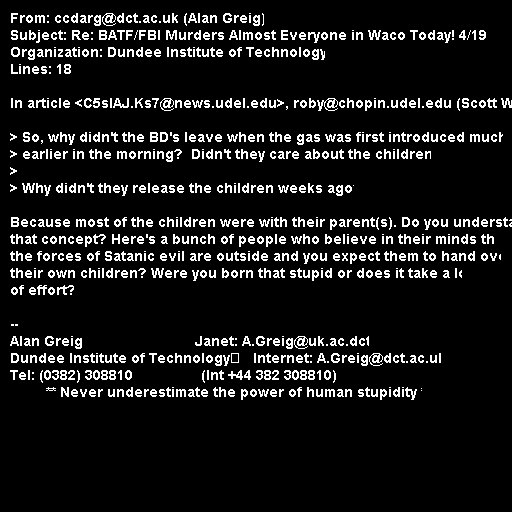 From: ccdarg@dct.ac.uk (Alan Greig)
Subject: Re: BATF/FBI Murders Almost Everyone in Waco Today! 4/19
Organization: Dundee Institute of Technology
Lines: 18
In article <C5sIAJ.Ks7@news.udel.edu>, roby@chopin.udel.edu (Scott
> So, why didn't the BD's leave when the gas was first introduced much
> earlier in the morning? Didn't they care about the children
>
> Why didn't they release the children weeks ago
Because most of the children were with their parent(s). Do you
that concept? Here's a bunch of people who believe in their minds
the forces of Satanic evil are outside and you expect them to hand
their own children? Were you born that stupid or does it take a
of effort?
--
Alan Greig Janet: A.Greig@uk.ac.dct
Dundee Institute of Technology Internet: A.Greig@dct.ac.uk
Tel: (0382) 308810 (Int +44 382 308810)
** Never underestimate the power of human stupidity